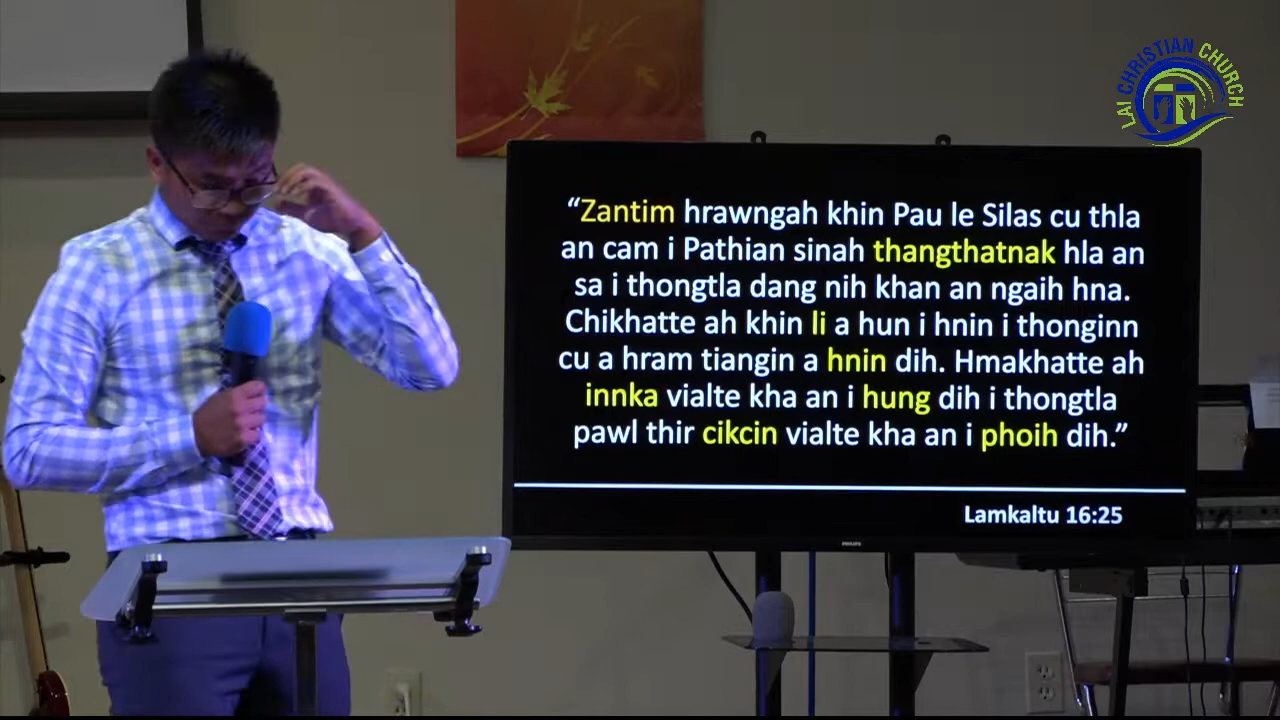 LAI CHRISTIAN CHURCH
“Zantim hrawngah khin Pau le Silas cu thla
an cam i Pathian sinah thangthatnak hla an
sa i thongtla dang nih khan an ngaih hna.
Chikhatte ah khin li a hun i hnin i thonginn
cu a hram tiangin a hnin dih. Hmakhatte ah
innka vialte kha an i hung dih i thongtla
pawl thir cikcin vialte kha an i phoih dih.”
Lamkaltu 16:25
PHILIPS